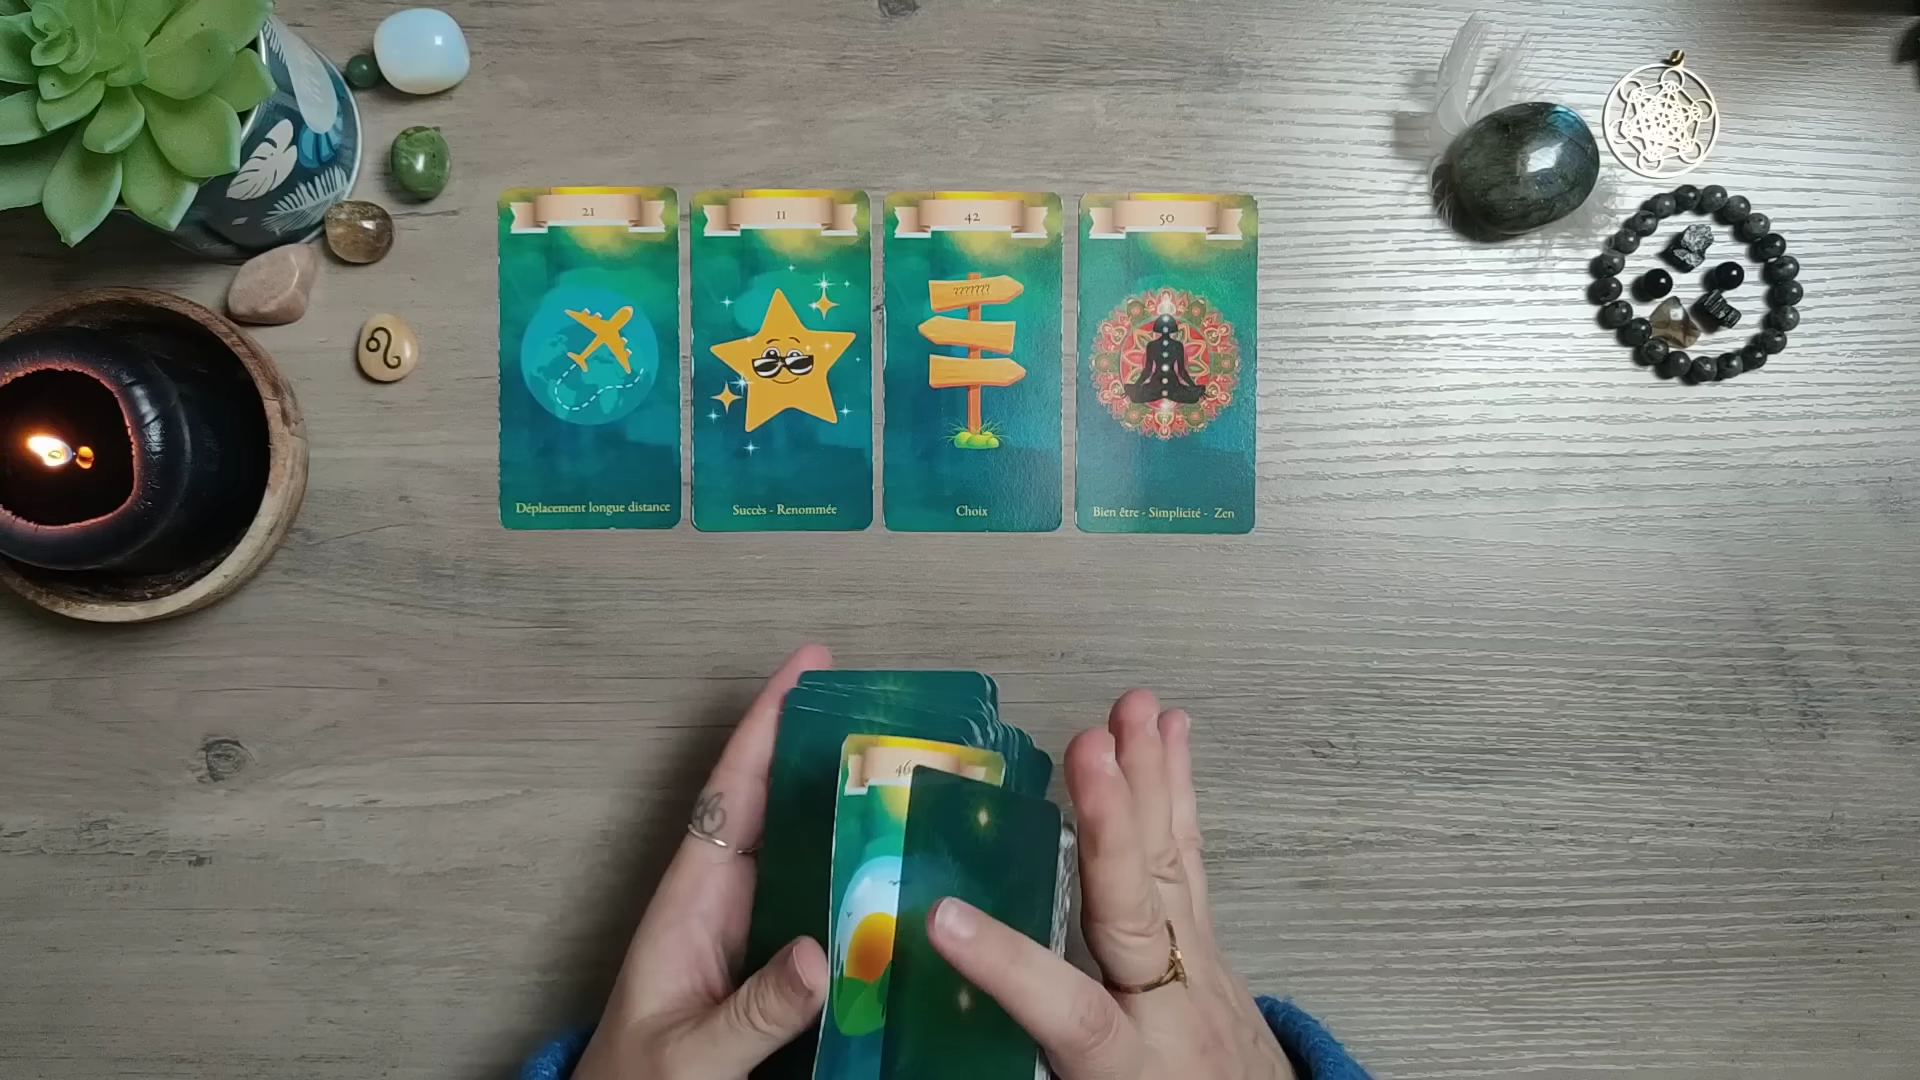 21
11
42
50
???????
Déplacement longue distance
Succès - Renommée
Choix
Bien être - Simplicité - Zen
46